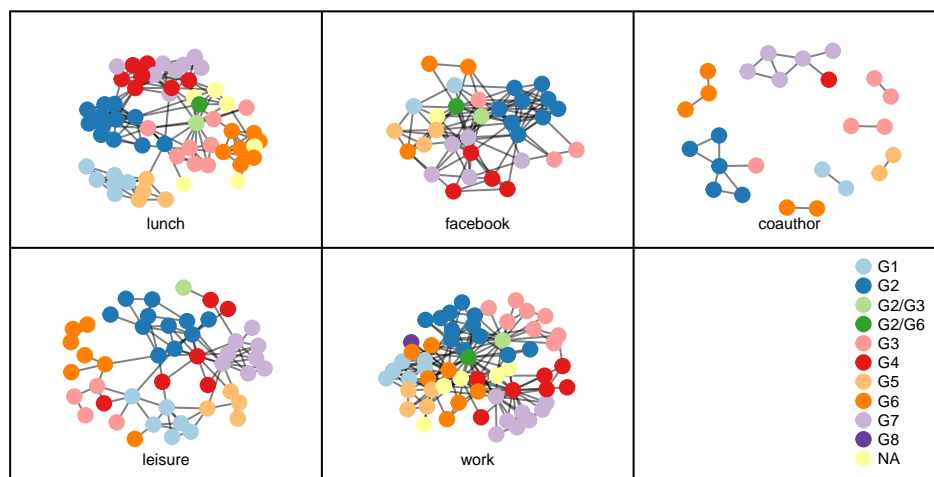 lunch
facebook
coauthor
leisure
work
G1
G2
G2/G3
G2/G6
G3
G4
G5
G6
G7
G8
NA